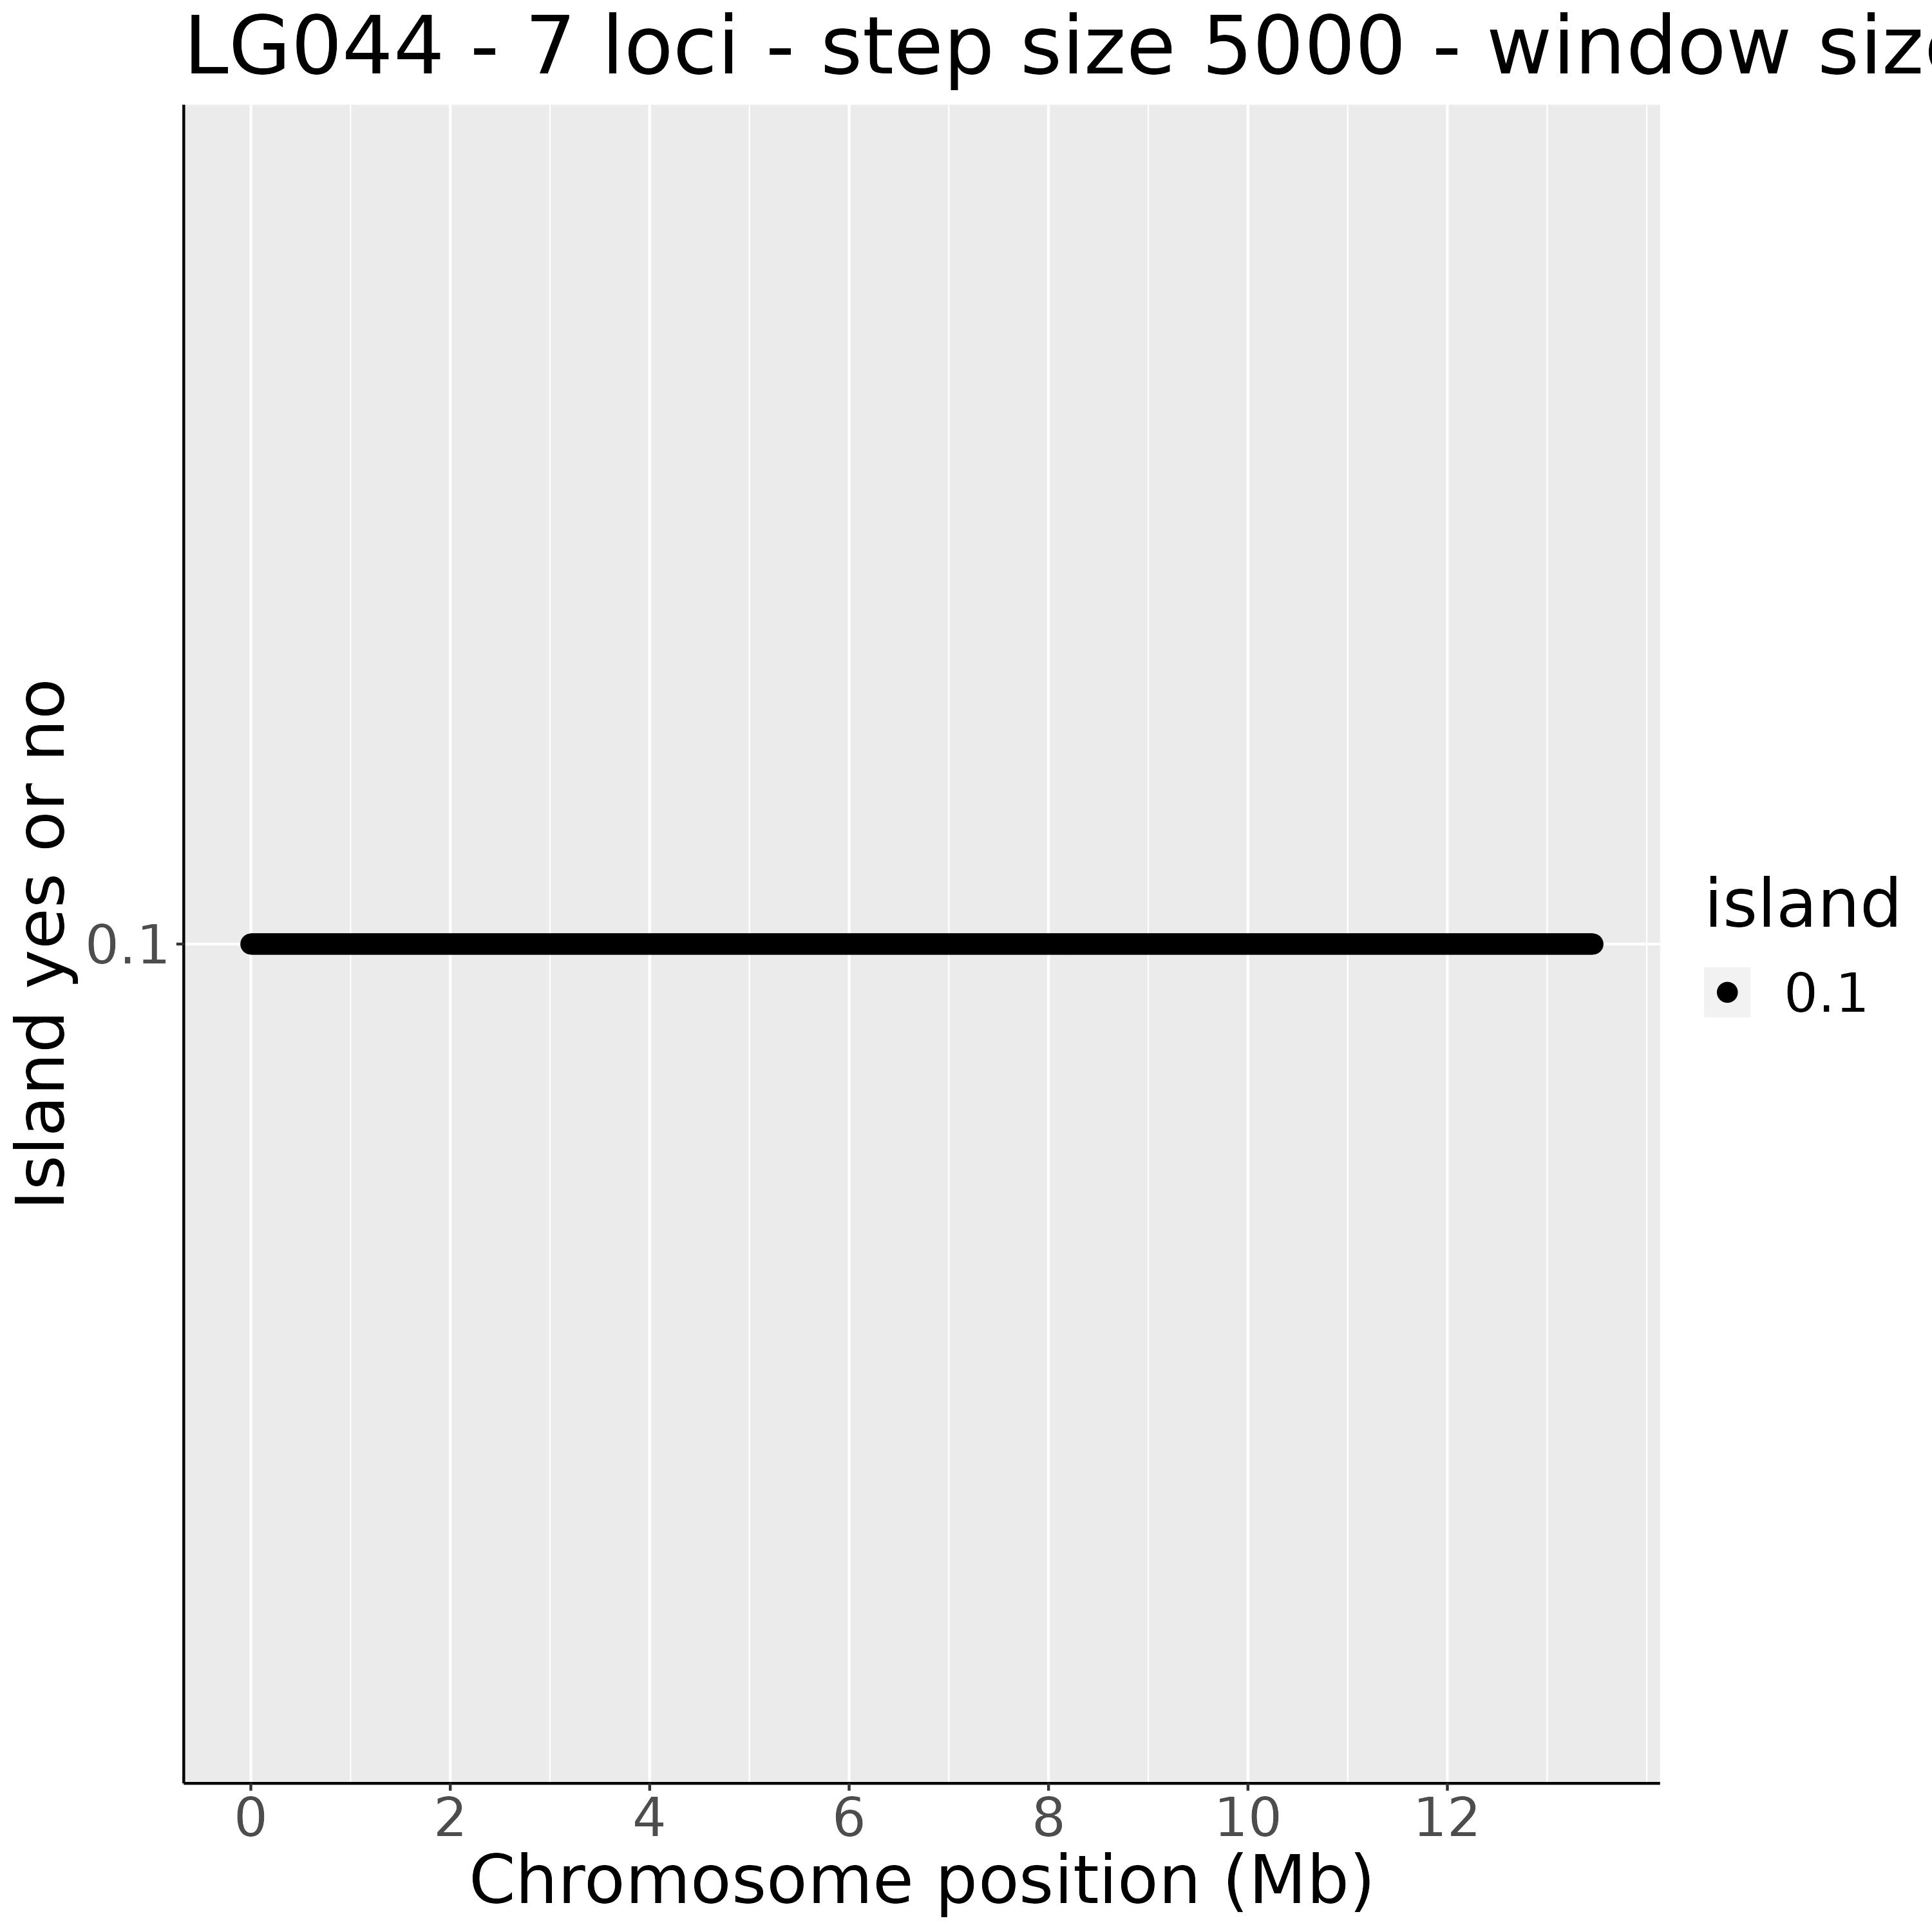 LG044 - 7 loci - step size 5000 - window
Island yes or no
0.1
island
0.1
0 2 4 6 8 10 12
Chromosome position (Mb)